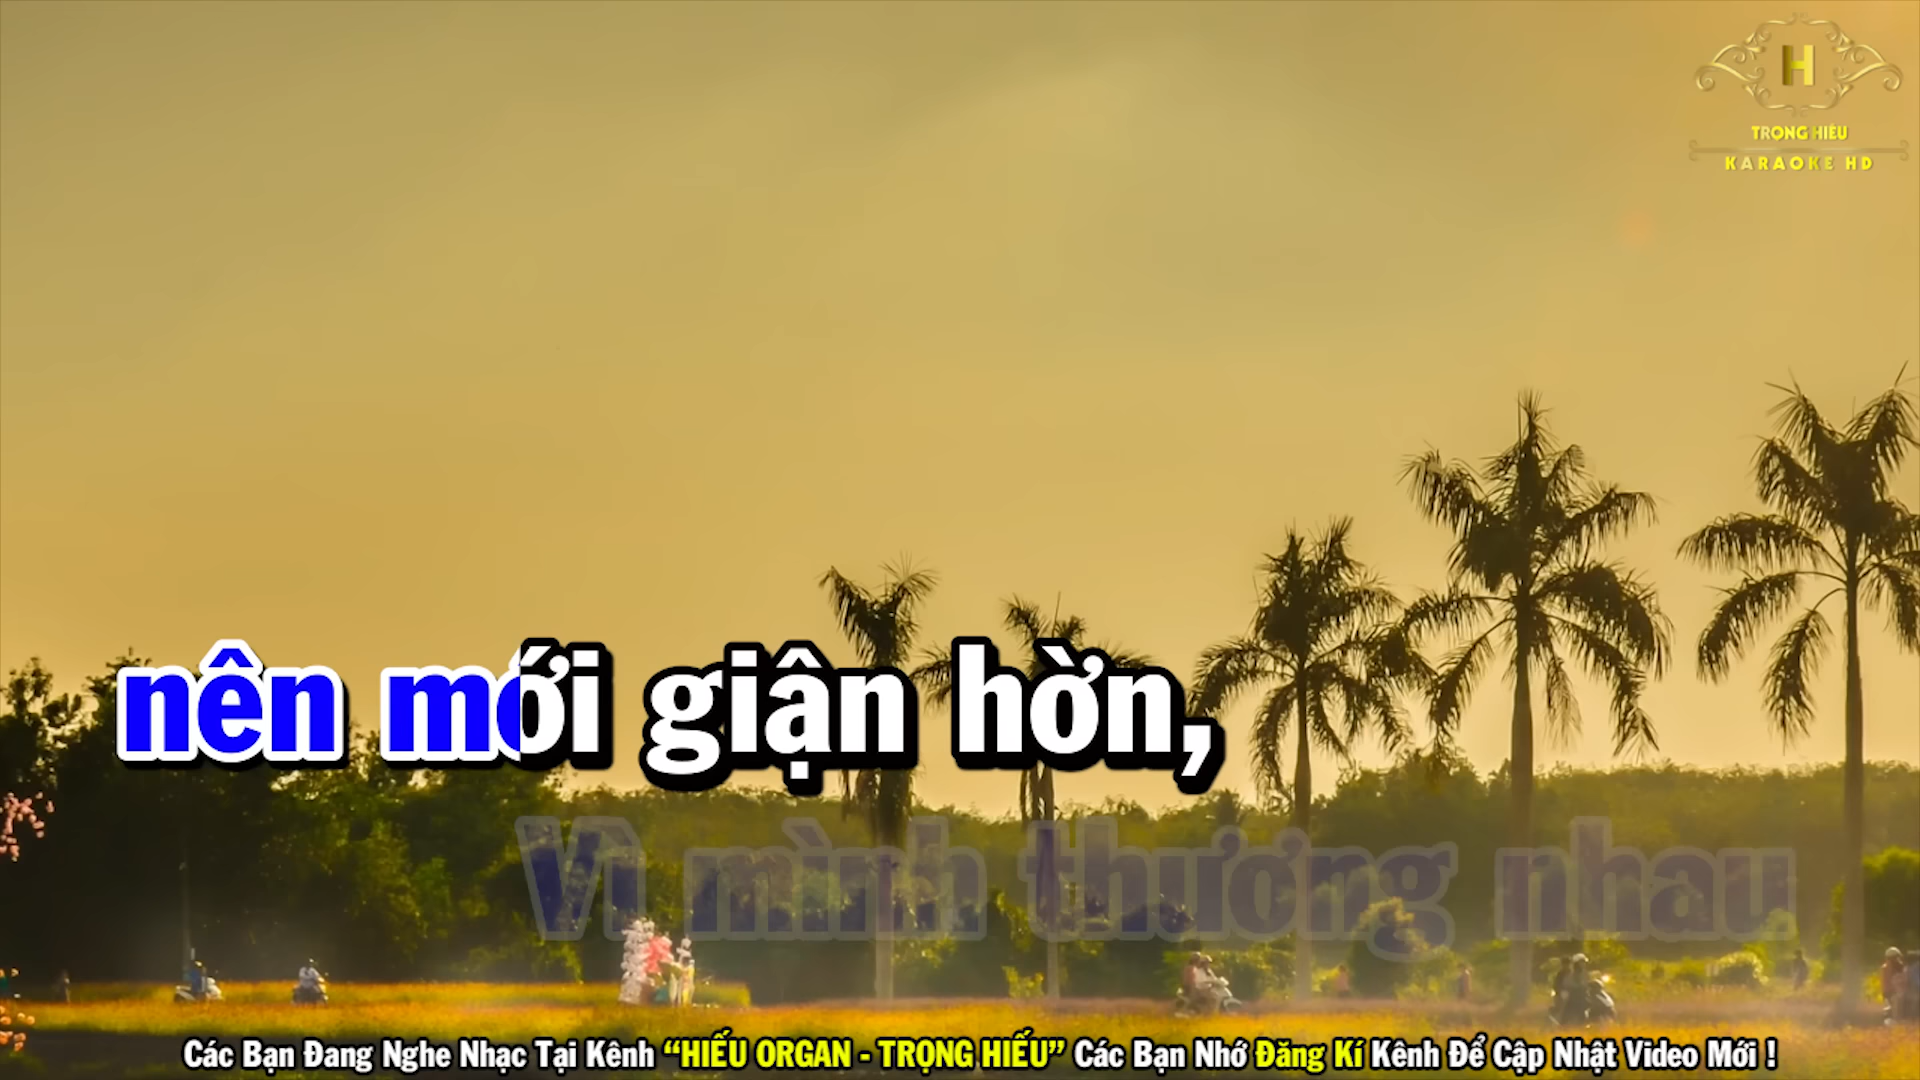 H
TRỌNG HIẾU
KARAOKE HD
nên mới giận hờn,
Vì mình thương nhau
Các Bạn Đang Nghe Nhạc Tại Kênh “HIẾU ORGAN - TRỌNG HIẾU” Các Bạn Nhớ Đăng Kí Kênh Để Cập Nhật Video Mới !